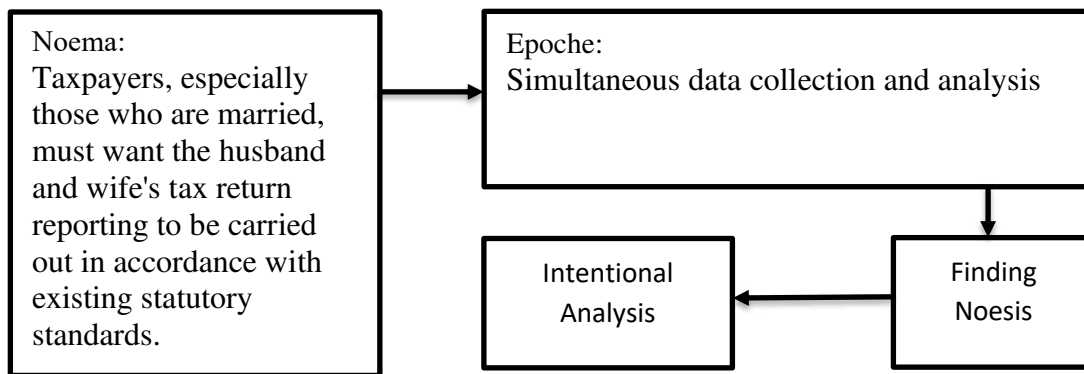 Noema:
Taxpayers, especially
those who are married,
must want the husband
and wife's tax return
reporting to be carried
out in accordance with
existing statutory
standards.
Epoche:
Simultaneous data collection and analysis
Finding
Noesis
Intentional
Analysis